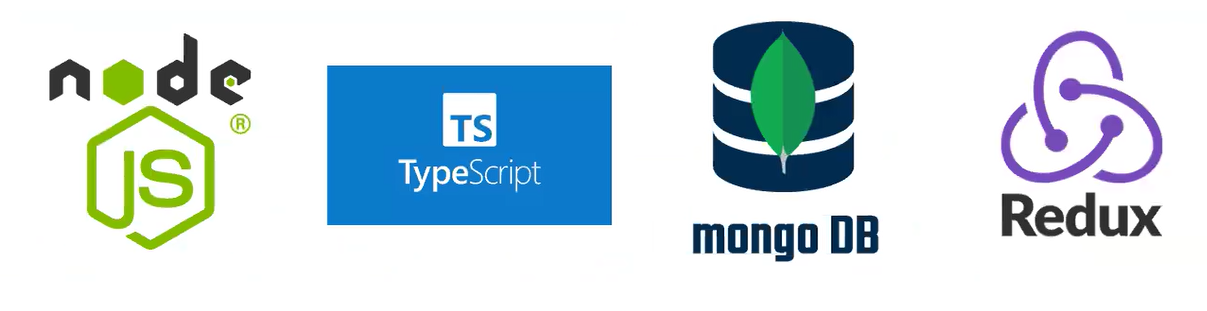 node
JS
®
TS
TypeScript
mongo DB
Redux